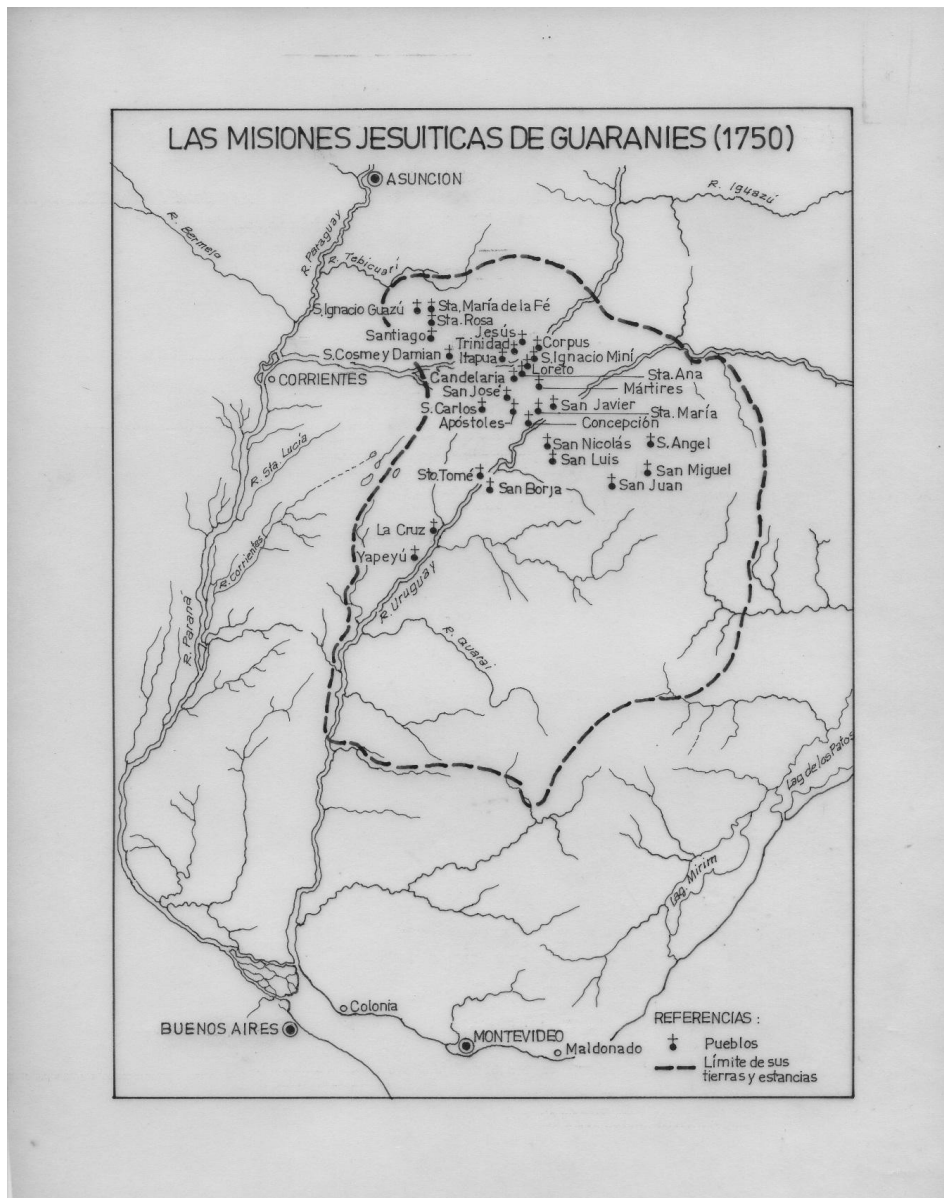 LAS MISIONES JESUITICAS DE GUARANIES (1750)
ASUNCION
R. Iguazú
R. Bermejo
R. Paraguay
R. Tebicuarí
S. Ignacio Guazú
Sta. María de la Fé
Sta. Rosa
Santiago
Jesús
Trinidad
Corpus
S. Cosme y Damian
Itapua
S. Ignacio Miní
Loreto
CORRIENTES
Candelaria
Sta. Ana
Mártires
San José
San Javier
S. Carlos
Sta. María
Apóstoles
Concepción
San Nicolás
S. Angel
R. Sta. Lucía
San Luis
Sto. Tomé
San Miguel
San Borja
San Juan
La Cruz
R. Corrientes
Yapeyú
R. Uruguay
R. Paraná
R. Quarai
Lag. de los Patos
Lag. Mirim
Colonia
BUENOS AIRES
MONTEVIDEO
Maldonado
REFERENCIAS :
Pueblos
Límite de sus
tierras y estancias